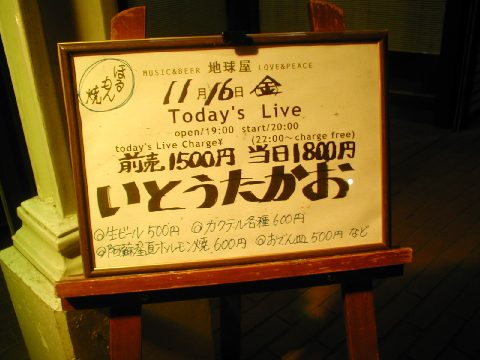 ほるもん焼
MUSIC&BEER 地球屋 LOVE&PEACE
11月16日 金
Today's Live
open/19:00 start/20:00
today's Live Charge¥ (22:00〜charge free)
前売1500円 当日1800円
いとうたかお
◎生ビール500円 ◎カクテル各種600円
◎阿蘇産直ホルモン焼600円 ◎おでん皿500円など